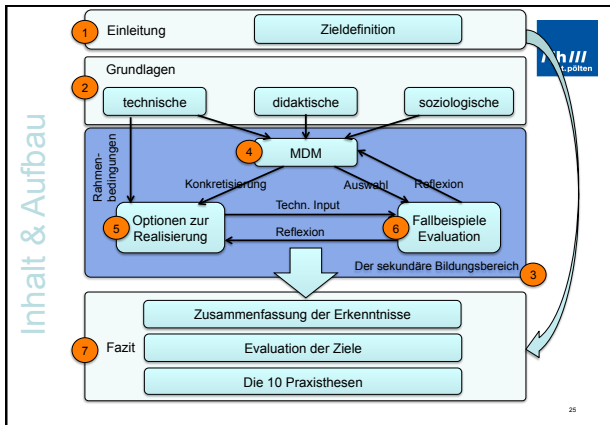 Inhalt & Aufbau
1
Einleitung
Zieldefinition
st.pölten
Grundlagen
2
technische
didaktische
soziologische
4
MDM
Rahmen-
bedingungen
Konkretisierung
Auswahl
Reflexion
Techn. Input
5
Optionen zur
Realisierung
6
Fallbeispiele
Evaluation
Reflexion
Der sekundäre Bildungsbereich
3
Zusammenfassung der Erkenntnisse
7
Fazit
Evaluation der Ziele
Die 10 Praxisthesen
25